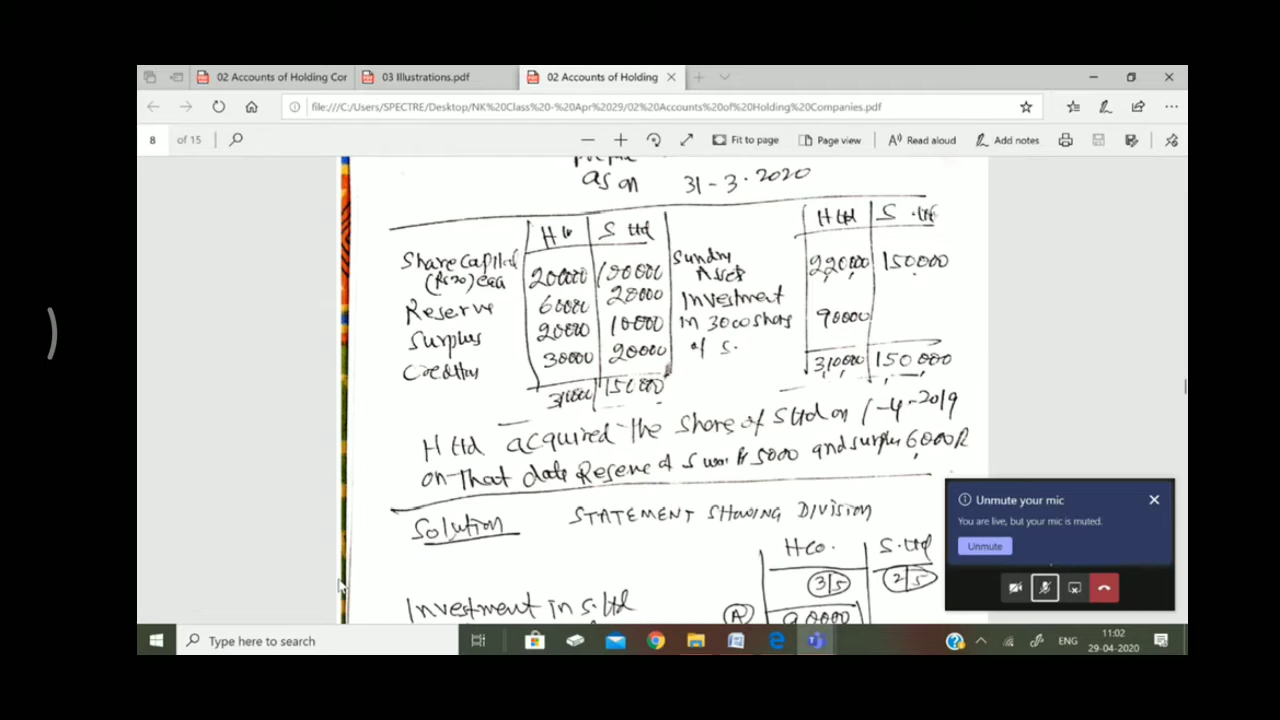 02 Accounts of Holding Cor
03 Illustrations.pdf
02 Accounts of Holding
file:///C:/Users/SPECTRE/Desktop/NK%20Class%20-%20Apr%2029/02%20Accounts%20of%20Holding%20Companies.pdf
8 of 15
Fit to page
Page view
Read aloud
Add notes
as on 31-3-2020
H S Ltd H Ltd S Ltd
Share Capital 200000 100000 Sundry Asset 220000 150000
(Rs 20) each
Reserve 60000 20000 Investment
Surplus 20000 10000 in 3000 shares 90000
Creditors 30000 20000 of S.
310000 150000 310000 150000
H Ltd acquired the share of S Ltd on 1-4-2019
on that date Reserve of S was 5000 and surplus 6000
Solution STATEMENT SHOWING DIVISION
H Co. S. Ltd
3/5 2/5
Investment in S. Ltd (A) 90000
Unmute your mic
You are live, but your mic is muted.
Unmute
Type here to search
ENG
11:02
29-04-2020